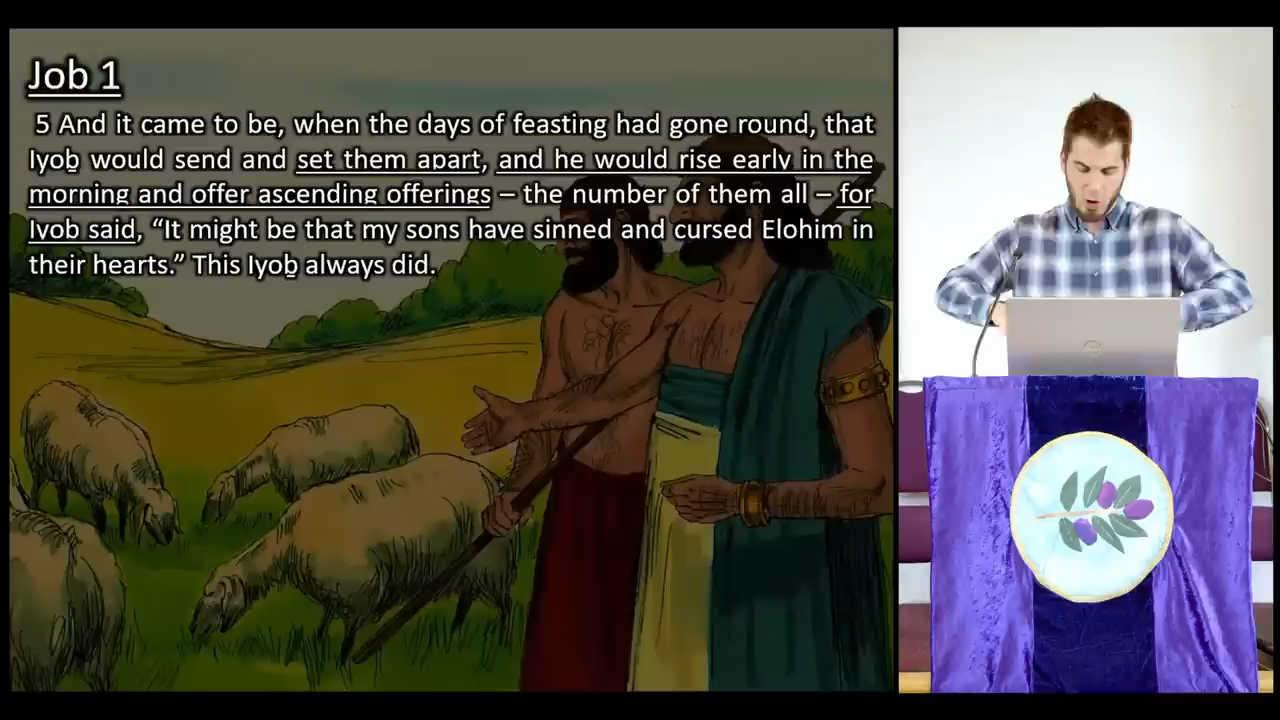 Job 1
5 And it came to be, when the days of feasting had gone round, that
Iyoḇ would send and set them apart, and he would rise early in the
morning and offer ascending offerings – the number of them all – for
Iyoḇ said, “It might be that my sons have sinned and cursed Elohim in
their hearts.” This Iyoḇ always did.